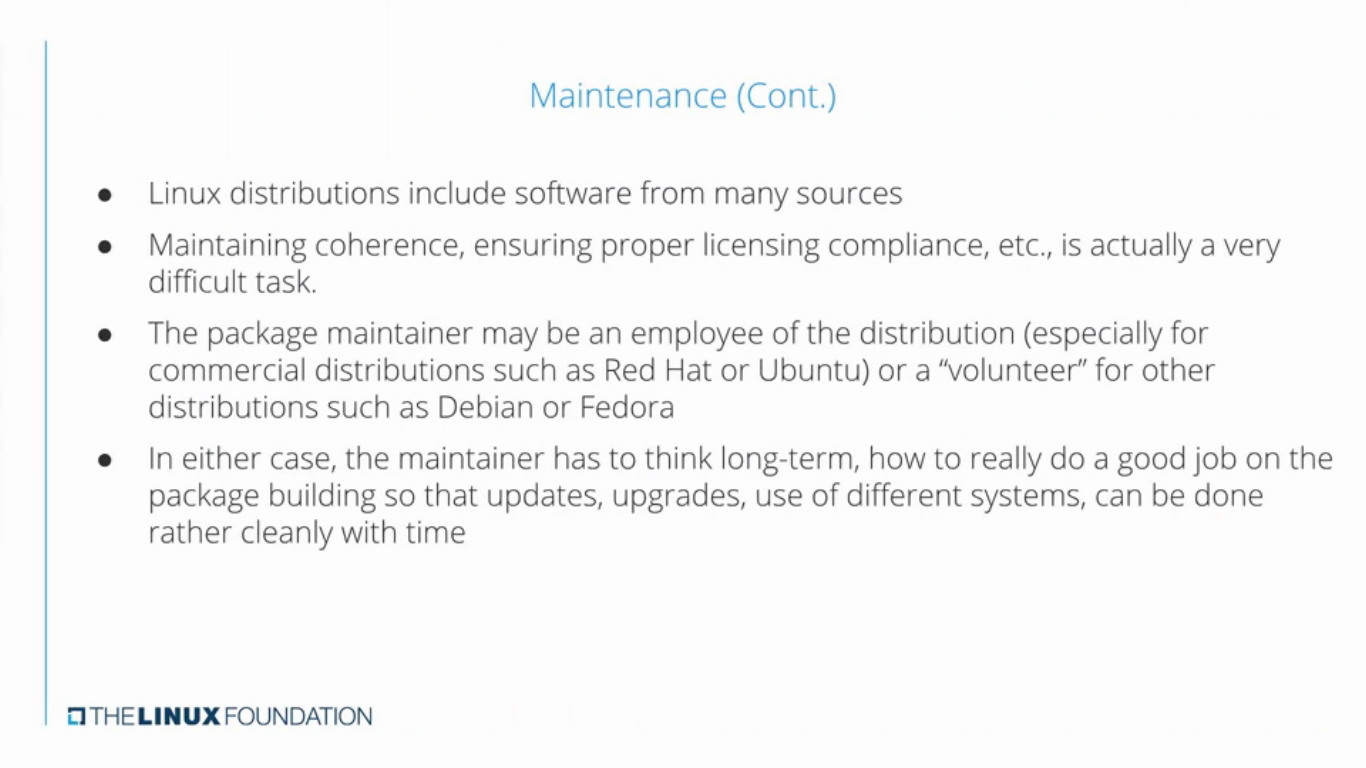 Maintenance (Cont.)
● Linux distributions include software from many sources
● Maintaining coherence, ensuring proper licensing compliance, etc., is actually a very
difficult task.
● The package maintainer may be an employee of the distribution (especially for
commercial distributions such as Red Hat or Ubuntu) or a “volunteer” for other
distributions such as Debian or Fedora
● In either case, the maintainer has to think long-term, how to really do a good job on the
package building so that updates, upgrades, use of different systems, can be done
rather cleanly with time
THE LINUX FOUNDATION